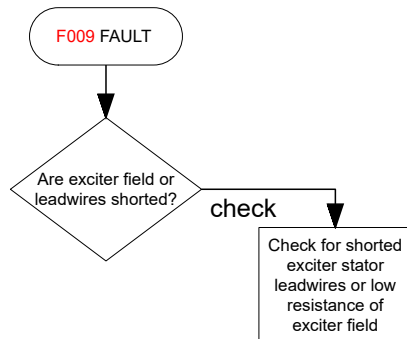 F009 FAULT
Are exciter field or
leadwires shorted?
check
Check for shorted
exciter stator
leadwires or low
resistance of
exciter field